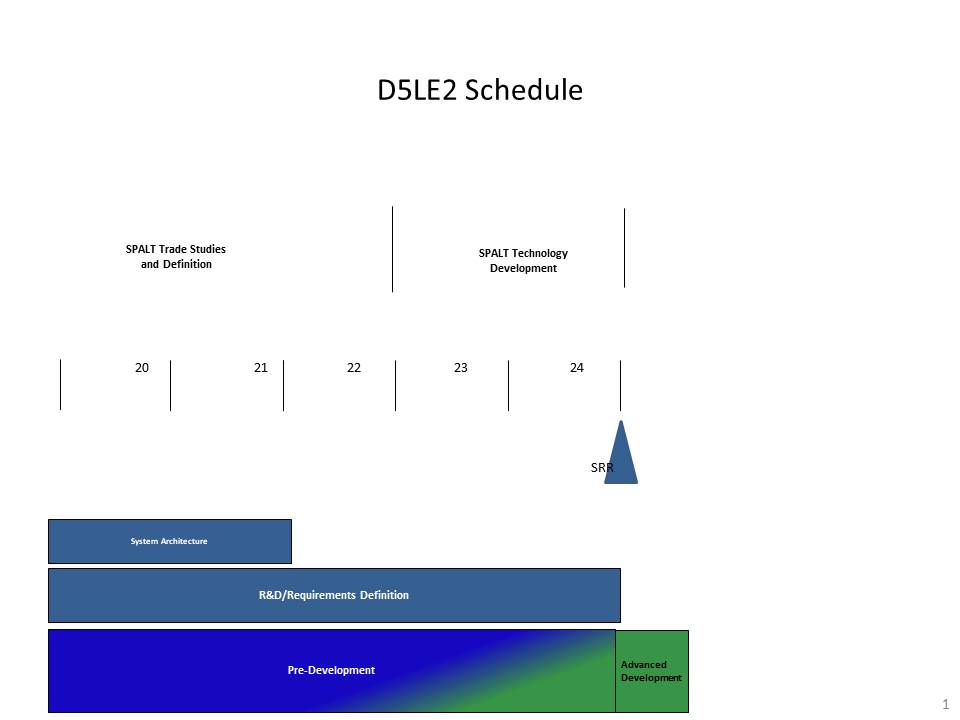 D5LE2 Schedule
SPALT Trade Studies
and Definition
SPALT Technology
Development
20 21 22 23 24
SRR
System Architecture
R&D/Requirements Definition
Pre-Development
Advanced
Development
1